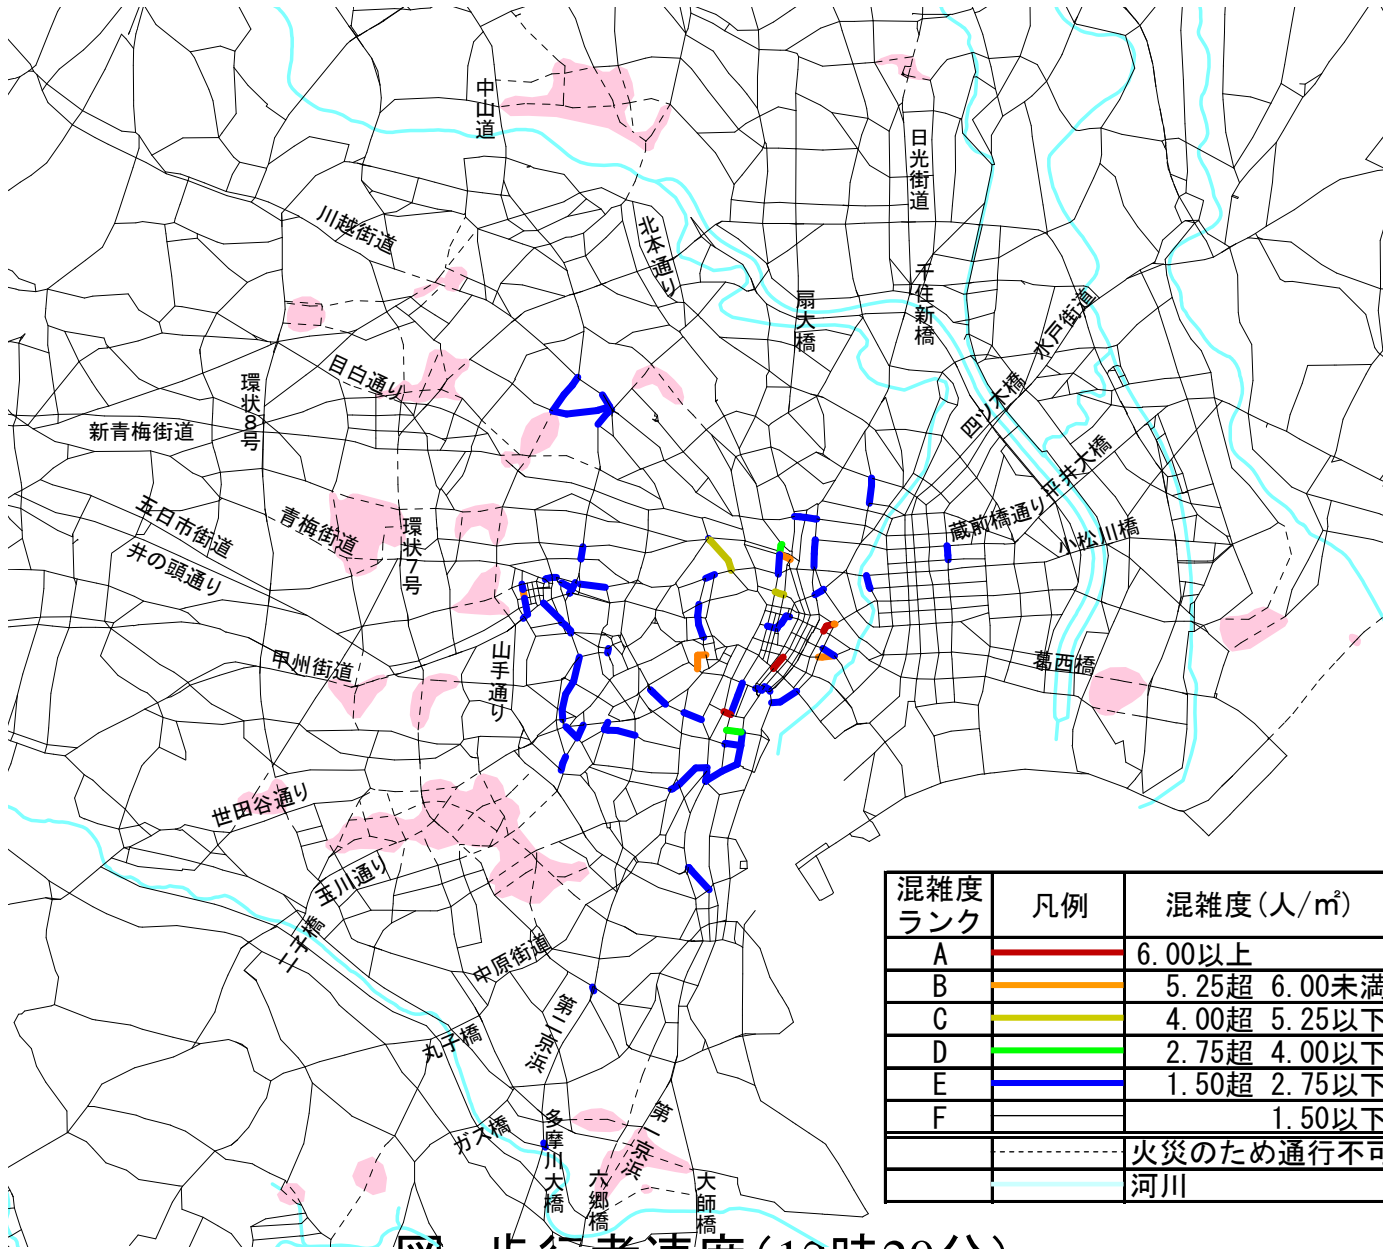 中山道
日光街道
川越街道
北本通り
千住新橋
扇大橋
水戸街道
目白通り
環状8号
四ツ木橋
新青梅街道
平井大橋
五日市街道
青梅街道
環状7号
蔵前橋通り
小松川橋
井の頭通り
甲州街道
山手通り
葛西橋
世田谷通り
玉川通り
二子橋
中原街道
第二京浜
丸子橋
ガス橋
多摩川大橋
第一京浜
六郷橋
大師橋
混雑度ランク 凡例 混雑度(人/㎡)
A 6.00以上
B 5.25超 6.00未満
C 4.00超 5.25以下
D 2.75超 4.00以下
E 1.50超 2.75以下
F 1.50以下
火災のため通行不可
河川